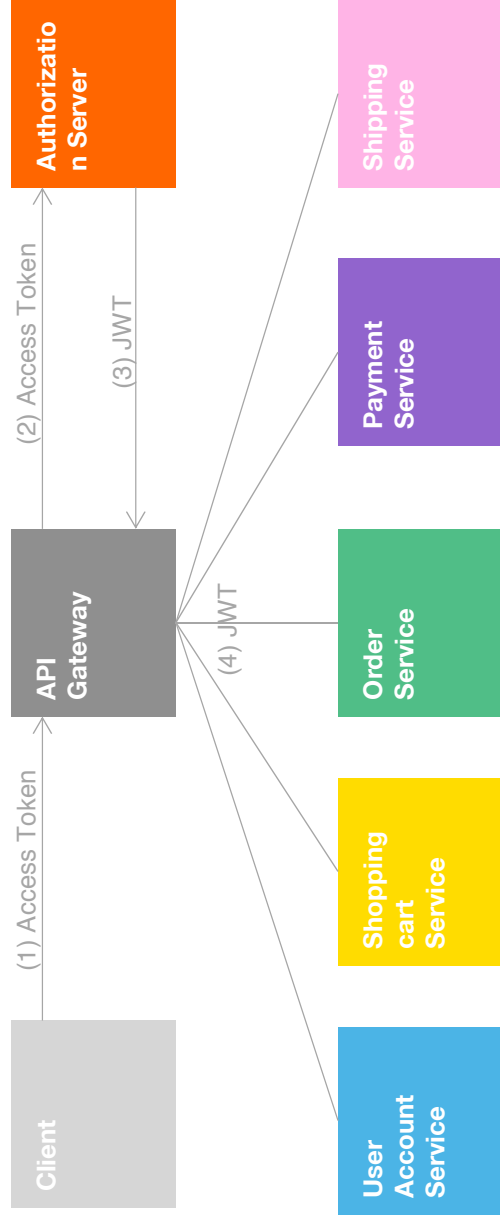 Client
(1) Access Token
API
Gateway
(2) Access Token
(3) JWT
Authorizatio
n Server
(4) JWT
User
Account
Service
Shopping
cart
Service
Order
Service
Payment
Service
Shipping
Service